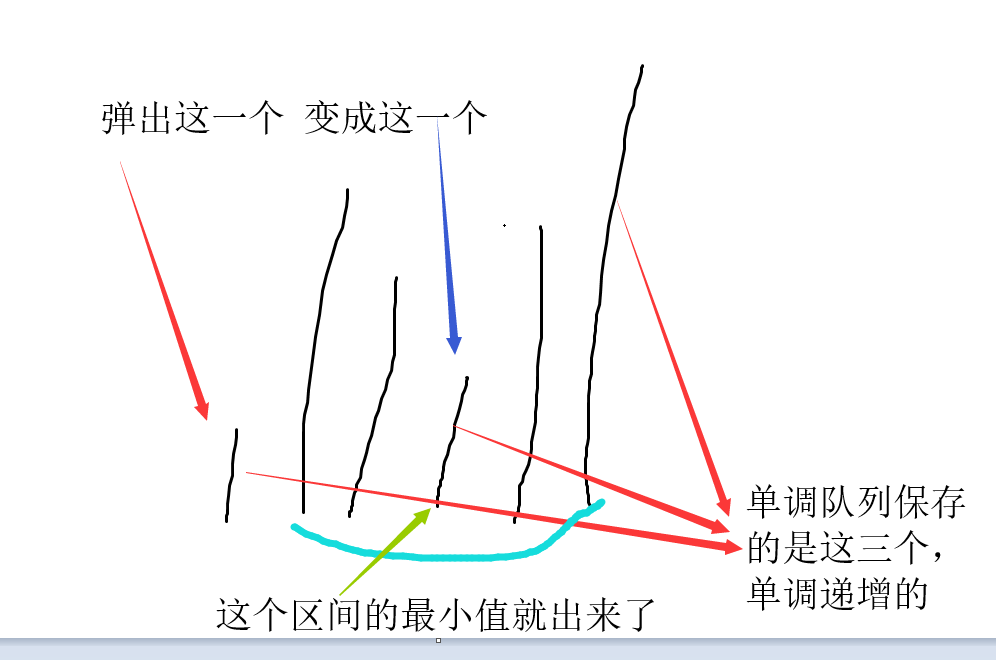 弹出这一个 变成这一个
单调队列保存
的是这三个，
单调递增的
这个区间的最小值就出来了